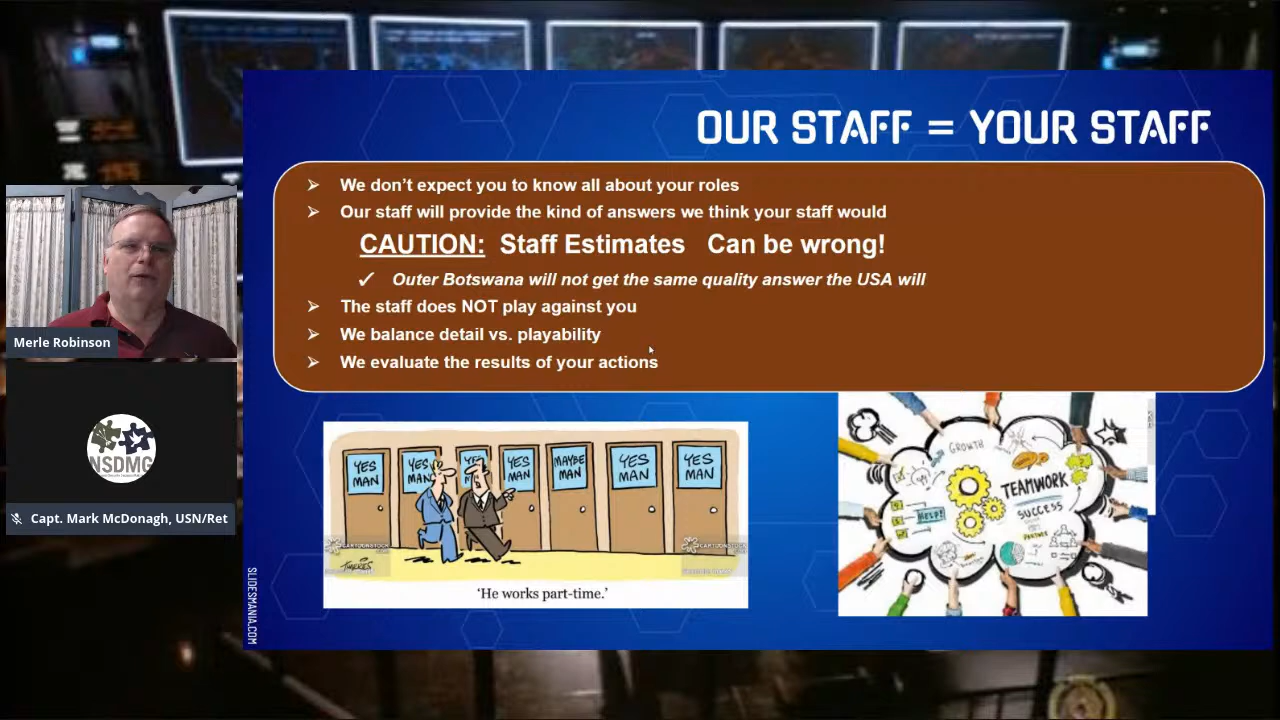 OUR STAFF = YOUR STAFF
We don’t expect you to know all about your roles
Our staff will provide the kind of answers we think your staff would
CAUTION: Staff Estimates Can be wrong!
Outer Botswana will not get the same quality answer the USA will
The staff does NOT play against you
We balance detail vs. playability
We evaluate the results of your actions
Merle Robinson
NSDMG
Capt. Mark McDonagh, USN/Ret
YES MAN
YES MAN
YES
YES MAN
MAYBE MAN
YES MAN
YES MAN
CARTOONSTOCK
CARTOONSTOCK
‘He works part-time.’
GROWTH
TEAMWORK
SUCCESS
HELP!
PARTNER
SLIDESMANIA.COM